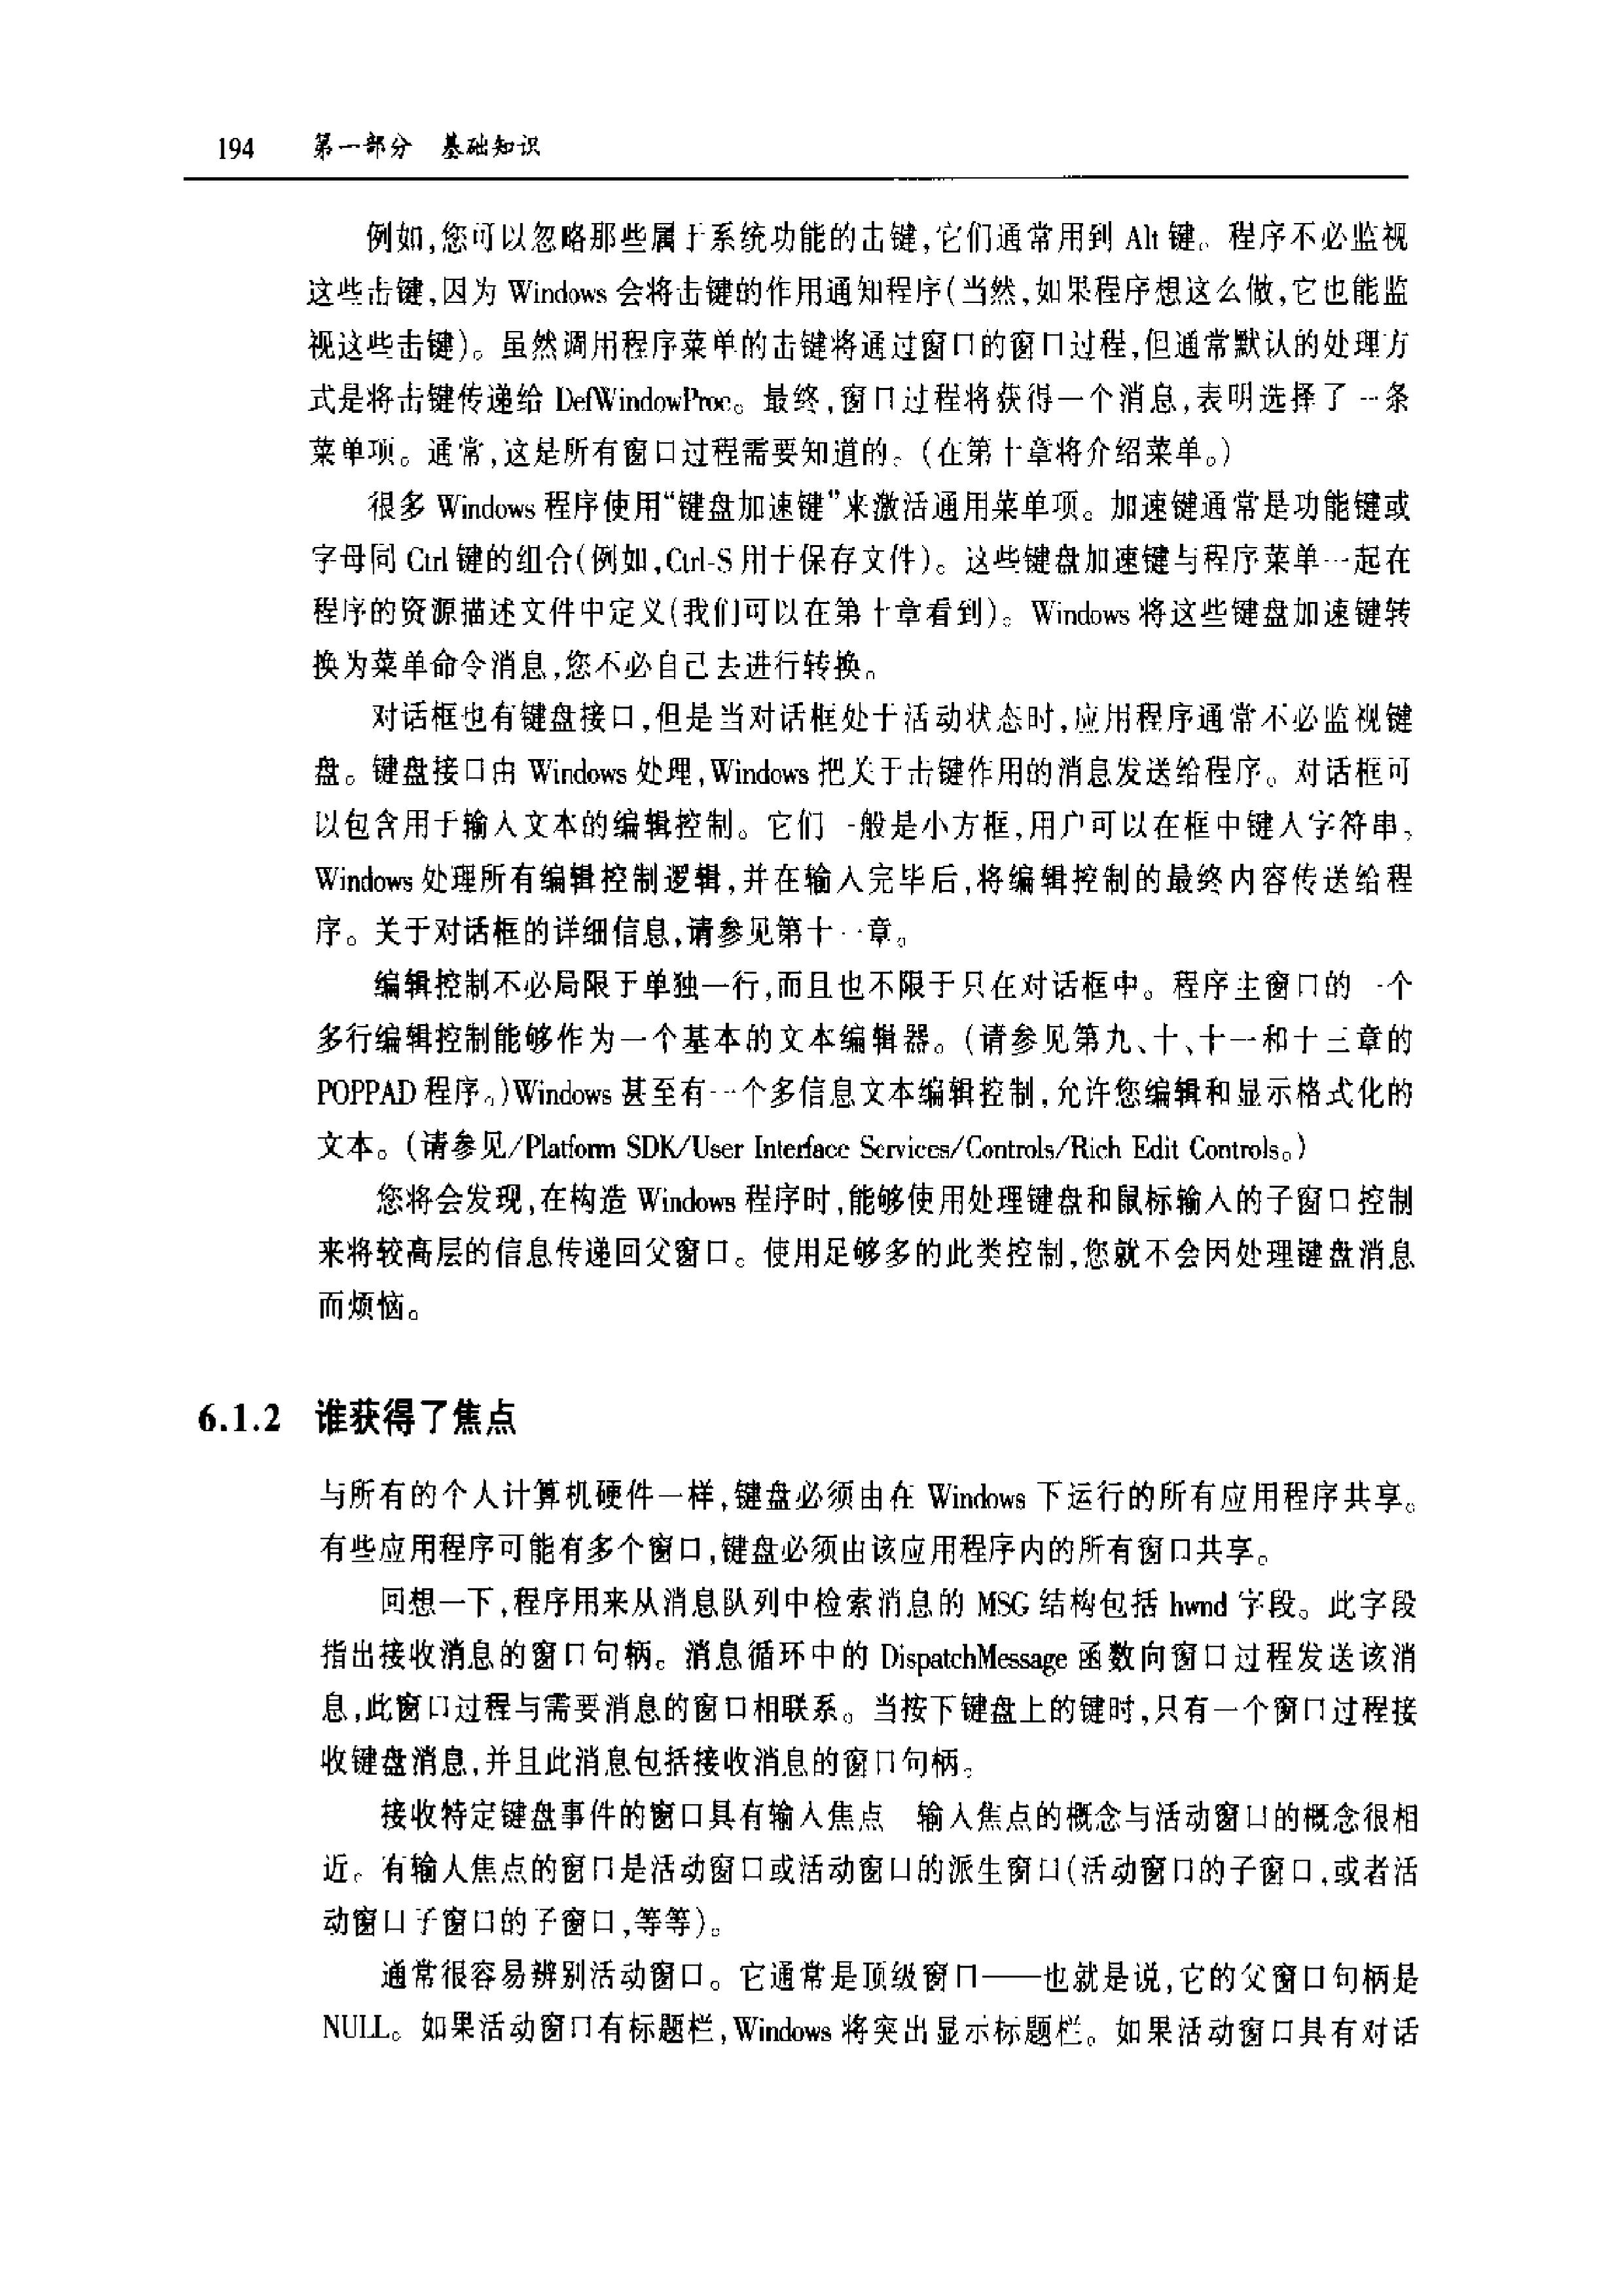 194 第一部分 基础知识
例如,您可以忽略那些属于系统功能的击键,它们通常用到 Alt 键。程序不必监视
这些击键,因为 Windows 会将击键的作用通知程序(当然,如果程序想这么做,它也能监
视这些击键)。虽然调用程序菜单的击键将通过窗口的窗口过程,但通常默认的处理方
式是将击键传递给 DefWindowProc。最终,窗口过程将获得一个消息,表明选择了一条
菜单项。通常,这是所有窗口过程需要知道的。(在第十章将介绍菜单。)
很多 Windows 程序使用“键盘加速键”来激活通用菜单项。加速键通常是功能键或
字母同 Ctrl 键的组合(例如,Ctrl-S 用于保存文件)。这些键盘加速键与程序菜单一起在
程序的资源描述文件中定义(我们可以在第十章看到)。Windows 将这些键盘加速键转
换为菜单命令消息,您不必自己去进行转换。
对话框也有键盘接口,但是当对话框处于活动状态时,应用程序通常不必监视键
盘。键盘接口由 Windows 处理,Windows 把关于击键作用的消息发送给程序。对话框可
以包含用于输入文本的编辑控制。它们一般是小方框,用户可以在框中键入字符串。
Windows 处理所有编辑控制逻辑,并在输入完毕后,将编辑控制的最终内容传送给程
序。关于对话框的详细信息,请参见第十一章。
编辑控制不必局限于单独一行,而且也不限于只在对话框中。程序主窗口的一个
多行编辑控制能够作为一个基本的文本编辑器。(请参见第九、十、十一和十三章的
POPPAD 程序。)Windows 甚至有一个多信息文本编辑控制,允许您编辑和显示格式化的
文本。(请参见/Platform SDK/User Interface Services/Controls/Rich Edit Controls。)
您将会发现,在构造 Windows 程序时,能够使用处理键盘和鼠标输入的子窗口控制
来将较高层的信息传递回父窗口。使用足够多的此类控制,您就不会因处理键盘消息
而烦恼。
6.1.2 谁获得了焦点
与所有的个人计算机硬件一样,键盘必须由在 Windows 下运行的所有应用程序共享。
有些应用程序可能有多个窗口,键盘必须由该应用程序内的所有窗口共享。
回想一下,程序用来从消息队列中检索消息的 MSG 结构包括 hwnd 字段。此字段
指出接收消息的窗口句柄。消息循环中的 DispatchMessage 函数向窗口过程发送该消
息,此窗口过程与需要消息的窗口相联系。当按下键盘上的键时,只有一个窗口过程接
收键盘消息,并且此消息包括接收消息的窗口句柄。
接收特定键盘事件的窗口具有输入焦点 输入焦点的概念与活动窗口的概念很相
近。有输入焦点的窗口是活动窗口或活动窗口的派生窗口(活动窗口的子窗口,或者活
动窗口子窗口的子窗口,等等)。
通常很容易辨别活动窗口。它通常是顶级窗口——也就是说,它的父窗口句柄是
NULL。如果活动窗口有标题栏,Windows 将突出显示标题栏。如果活动窗口具有对话